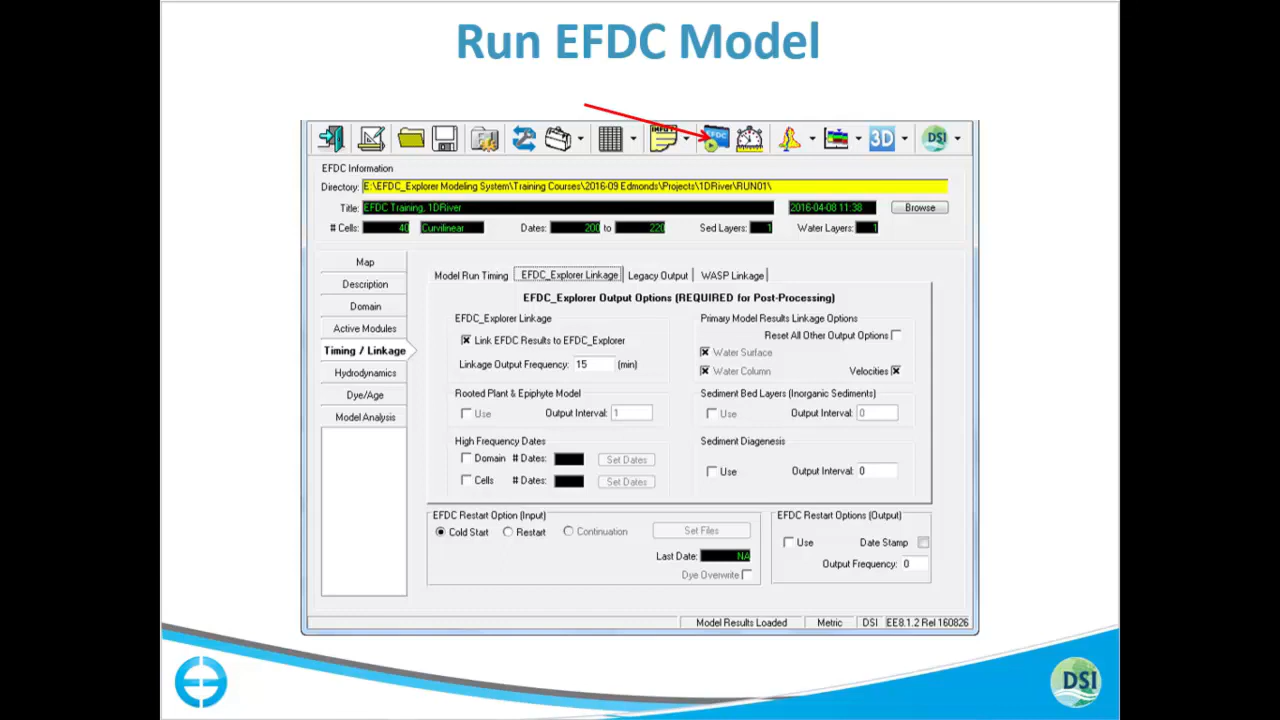 Run EFDC Model
INPUT EFDC 3D DSI
EFDC Information
Directory: E:\EFDC_Explorer Modeling System\Training Courses\2016-09 Edmonds\Projects\1DRiver\RUN01\
Title: EFDC Training, 1DRiver 2016-04-08 11:38 Browse
# Cells: 40 Curvilinear Dates: 200 to 220 Sed Layers: 1 Water Layers: 1
Map
Description
Domain
Active Modules
Timing / Linkage
Hydrodynamics
Dye/Age
Model Analysis
Model Run Timing EFDC_Explorer Linkage Legacy Output WASP Linkage
EFDC_Explorer Output Options (REQUIRED for Post-Processing)
EFDC_Explorer Linkage
Link EFDC Results to EFDC_Explorer
Linkage Output Frequency: 15 (min)
Rooted Plant & Epiphyte Model
Use Output Interval: 1
High Frequency Dates
Domain # Dates: Set Dates
Cells # Dates: Set Dates
Primary Model Results Linkage Options
Reset All Other Output Options
Water Surface
Water Column Velocities
Sediment Bed Layers (Inorganic Sediments)
Use Output Interval: 0
Sediment Diagenesis
Use Output Interval: 0
EFDC Restart Option (Input)
Cold Start Restart Continuation Set Files
Last Date: NA
Dye Overwrite
EFDC Restart Options (Output)
Use Date Stamp
Output Frequency: 0
Model Results Loaded Metric DSI EE8.1.2 Rel 160826
DSI